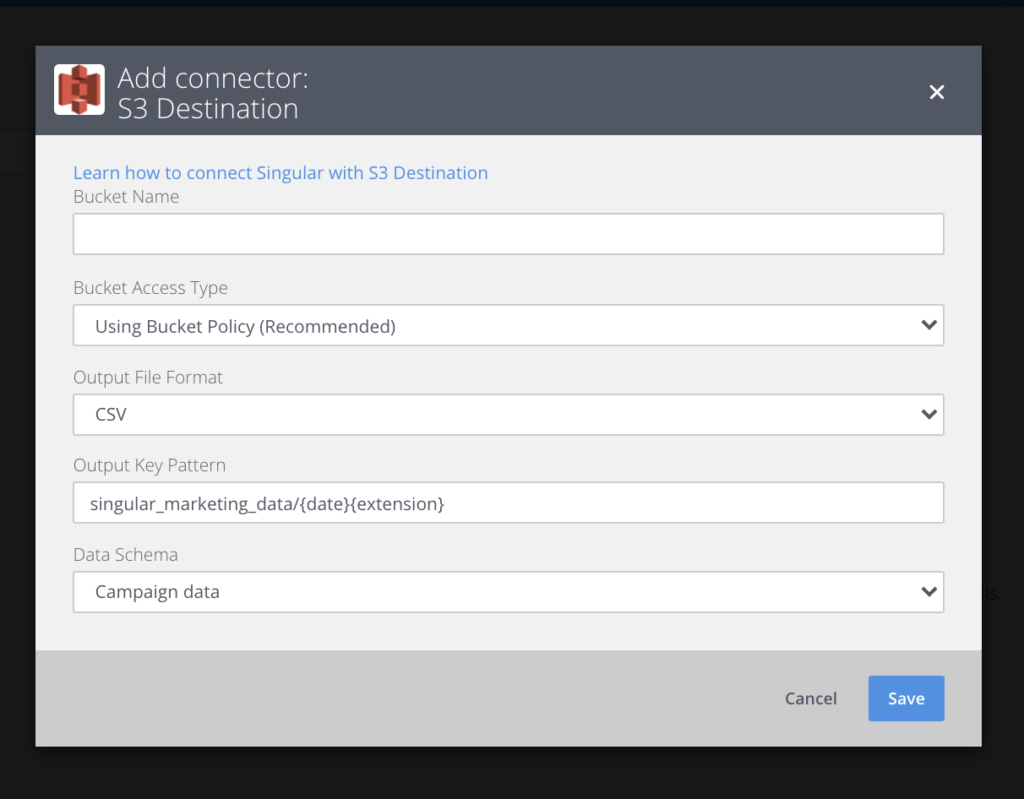 Add connector:
S3 Destination
Learn how to connect Singular with S3 Destination
Bucket Name
Bucket Access Type
Using Bucket Policy (Recommended)
Output File Format
CSV
Output Key Pattern
singular_marketing_data/{date}{extension}
Data Schema
Campaign data
Cancel
Save